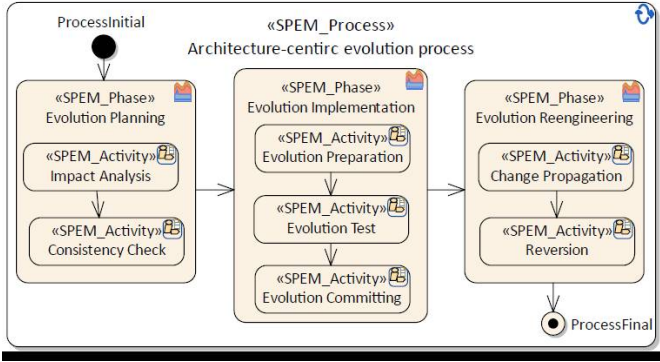 ProcessInitial
«SPEM_Process»
Architecture-centirc evolution process
«SPEM_Phase»
Evolution Planning
«SPEM_Activity»
Impact Analysis
«SPEM_Activity»
Consistency Check
«SPEM_Phase»
Evolution Implementation
«SPEM_Activity»
Evolution Preparation
«SPEM_Activity»
Evolution Test
«SPEM_Activity»
Evolution Committing
«SPEM_Phase»
Evolution Reengineering
«SPEM_Activity»
Change Propagation
«SPEM_Activity»
Reversion
ProcessFinal